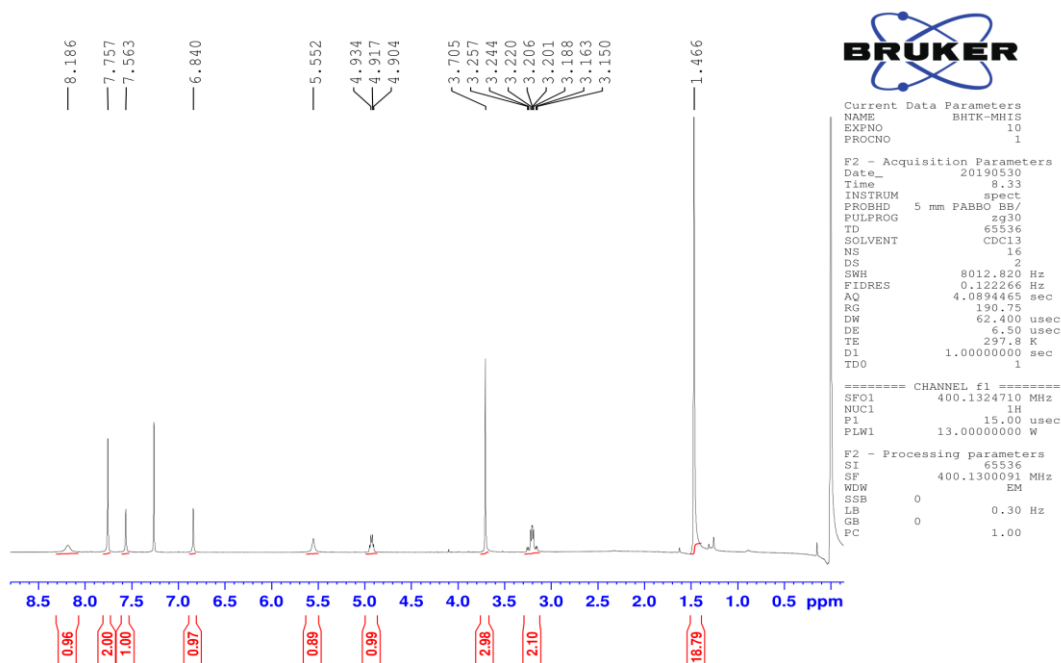 8.186
7.757
7.563
6.840
5.552
4.934
4.917
4.904
3.705
3.257
3.244
3.220
3.206
3.201
3.188
3.163
3.150
1.466
BRUKER
Current Data Parameters
NAME BHTK-MHIS
EXPNO 10
PROCNO 1
F2 - Acquisition Parameters
Date_ 20190530
Time 8.33
INSTRUM spect
PROBHD 5 mm PABBO BB/
PULPROG zg30
TD 65536
SOLVENT CDCl3
NS 16
DS 2
SWH 8012.820 Hz
FIDRES 0.122266 Hz
AQ 4.0894465 sec
RG 190.75
DW 62.400 usec
DE 6.50 usec
TE 297.8 K
D1 1.00000000 sec
TD0 1
======== CHANNEL f1 ========
SFO1 400.1324710 MHz
NUC1 1H
P1 15.00 usec
PLW1 13.00000000 W
F2 - Processing parameters
SI 65536
SF 400.1300091 MHz
WDW EM
SSB 0
LB 0.30 Hz
GB 0
PC 1.00
8.5 8.0 7.5 7.0 6.5 6.0 5.5 5.0 4.5 4.0 3.5 3.0 2.5 2.0 1.5 1.0 0.5 ppm
0.96
2.00
1.00
0.97
0.89
0.99
2.98
2.10
18.79